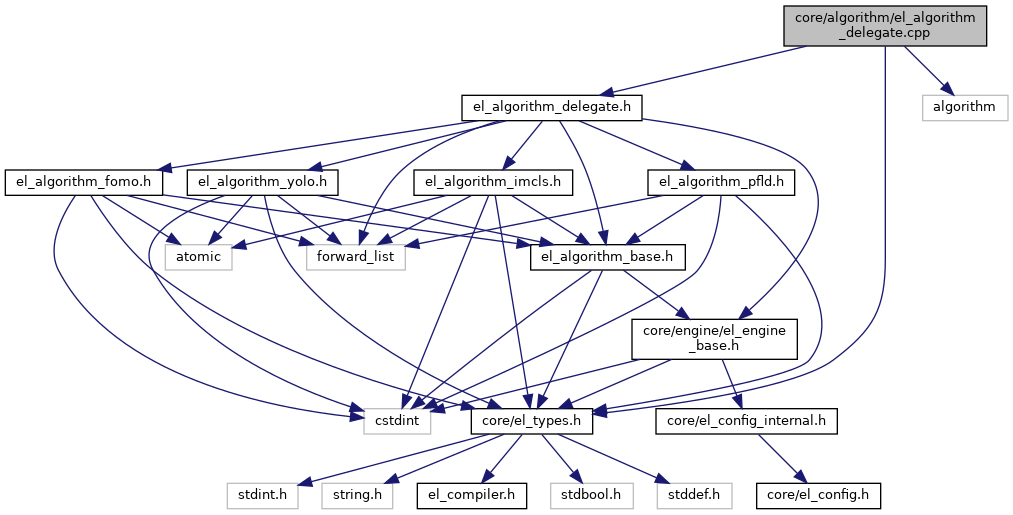 core/algorithm/el_algorithm
_delegate.cpp
el_algorithm_delegate.h
algorithm
el_algorithm_fomo.h
el_algorithm_yolo.h
el_algorithm_imcls.h
el_algorithm_pfld.h
atomic
forward_list
el_algorithm_base.h
core/engine/el_engine
_base.h
cstdint
core/el_types.h
core/el_config_internal.h
stdint.h
string.h
el_compiler.h
stdbool.h
stddef.h
core/el_config.h